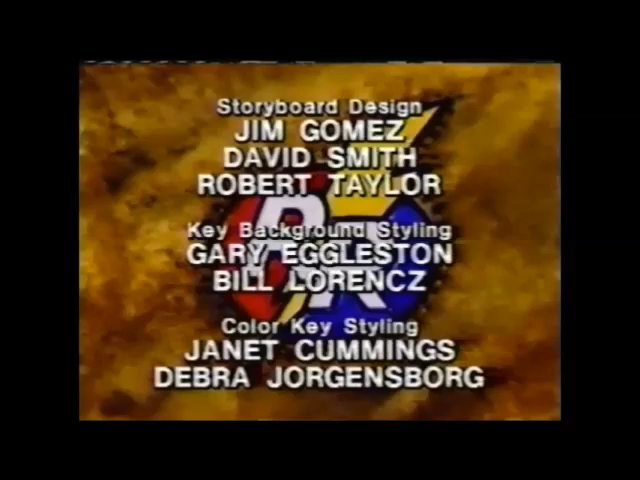 Storyboard Design
JIM GOMEZ
DAVID SMITH
ROBERT TAYLOR
Key Background Styling
GARY EGGLESTON
BILL LORENCZ
Color Key Styling
JANET CUMMINGS
DEBRA JORGENSBORG
RR